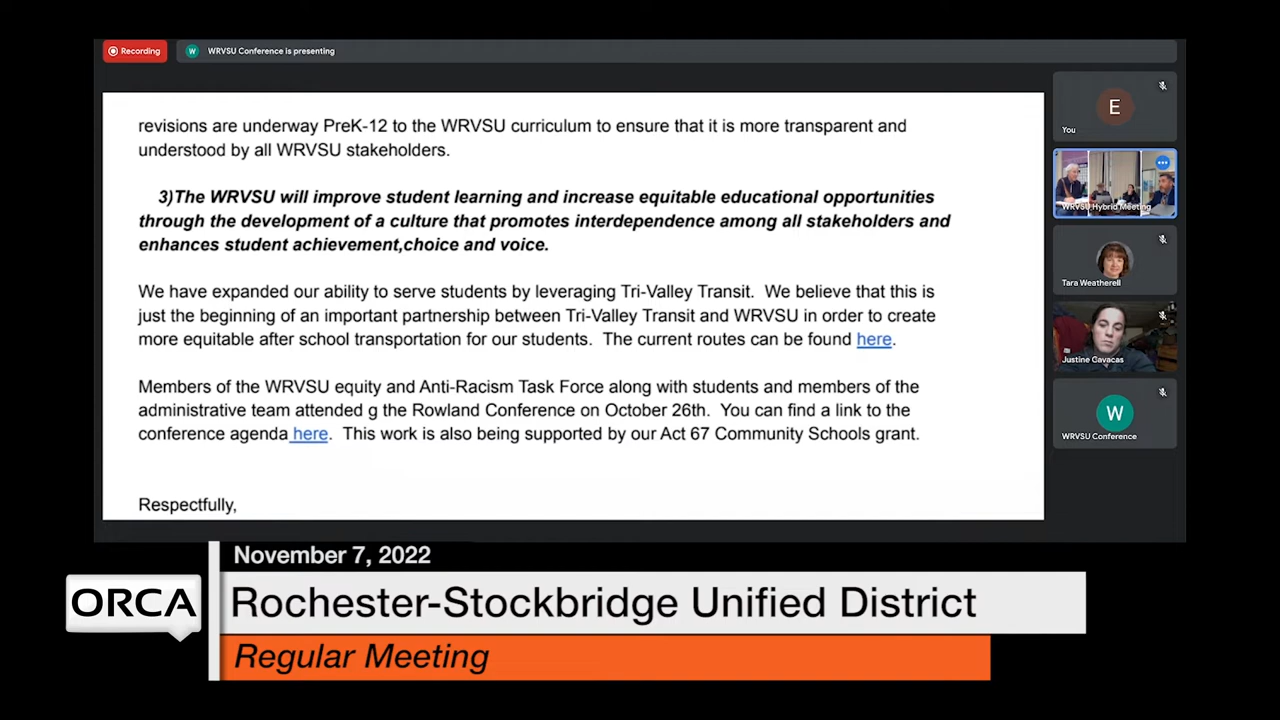 Recording
W
WRVSU Conference is presenting
revisions are underway PreK-12 to the WRVSU curriculum to ensure that it is more transparent and
understood by all WRVSU stakeholders.
3)The WRVSU will improve student learning and increase equitable educational opportunities
through the development of a culture that promotes interdependence among all stakeholders and
enhances student achievement,choice and voice.
We have expanded our ability to serve students by leveraging Tri-Valley Transit. We believe that this is
just the beginning of an important partnership between Tri-Valley Transit and WRVSU in order to create
more equitable after school transportation for our students. The current routes can be found here.
Members of the WRVSU equity and Anti-Racism Task Force along with students and members of the
administrative team attended g the Rowland Conference on October 26th. You can find a link to the
conference agenda here. This work is also being supported by our Act 67 Community Schools grant.
Respectfully,
E
You
WRVSU Hybrid Meeting
Tara Weatherell
Justine Cavacas
W
WRVSU Conference
November 7, 2022
ORCA
Rochester-Stockbridge Unified District
Regular Meeting